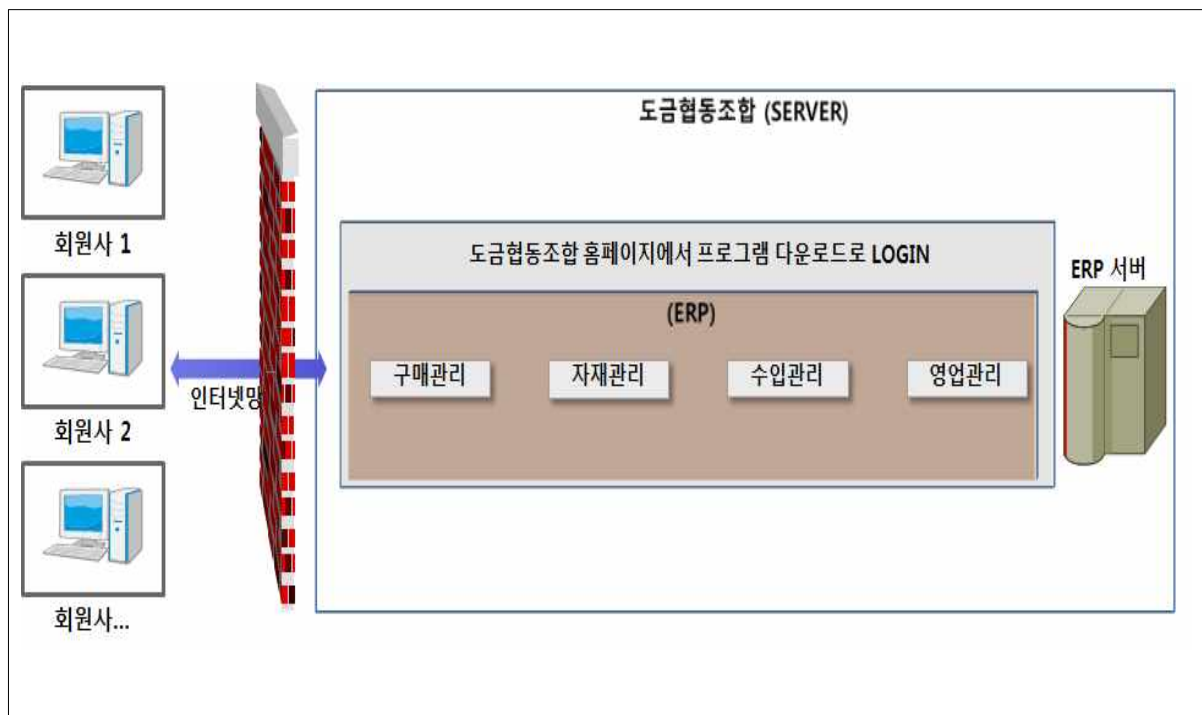 도금협동조합 (SERVER)
회원사 1
도금협동조합 홈페이지에서 프로그램 다운로드로 LOGIN
ERP 서버
(ERP)
구매관리
자재관리
수입관리
영업관리
인터넷망
회원사 2
회원사...